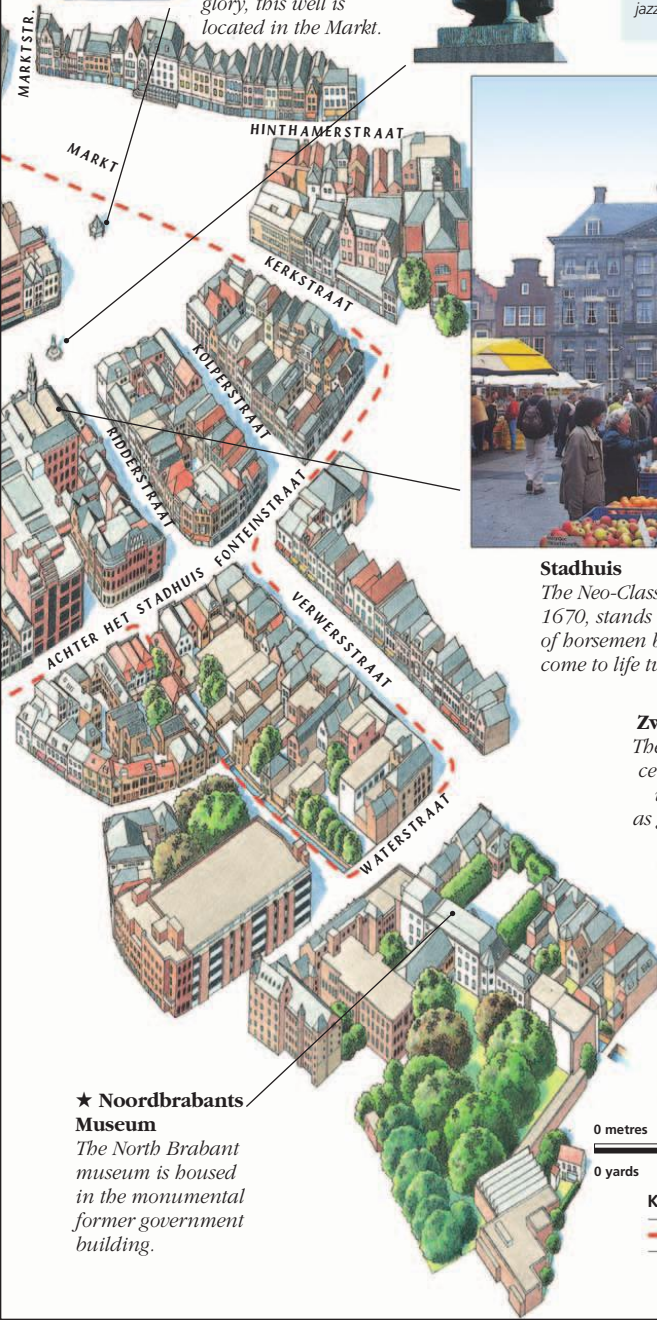 glory, this well is
located in the Markt.
jazz
MARKTSTR.
HINTHAMERSTRAAT
MARKT
KERKSTRAAT
KOLPERSTRAAT
RIDDERSTRAAT
FONTEINSTRAAT
ACHTER HET STADHUIS
VERWERSSTRAAT
WATERSTRAAT
Stadhuis
The Neo-Class
1670, stands
of horsemen b
come to life tu
Zw
The
ce
as
★ Noordbrabants
Museum
The North Brabant
museum is housed
in the monumental
former government
building.
0 metres
0 yards
K